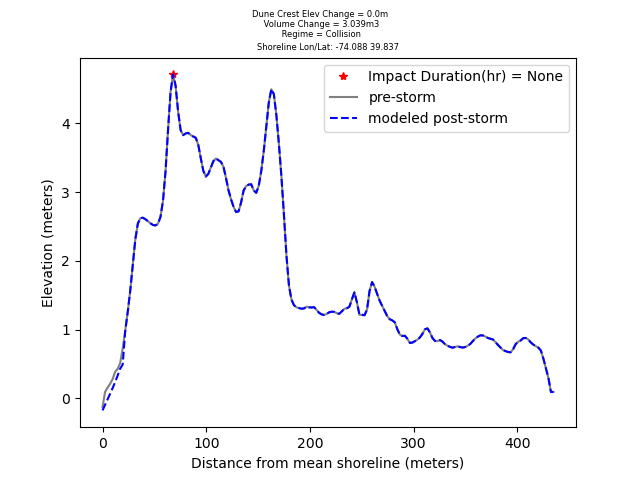 Dune Crest Elev Change = 0.0m
Volume Change = 3.039m3
Regime = Collision
Shoreline Lon/Lat: -74.088 39.837
Impact Duration(hr) = None
pre-storm
modeled post-storm
Elevation (meters)
4
3
2
1
0
0 100 200 300 400
Distance from mean shoreline (meters)